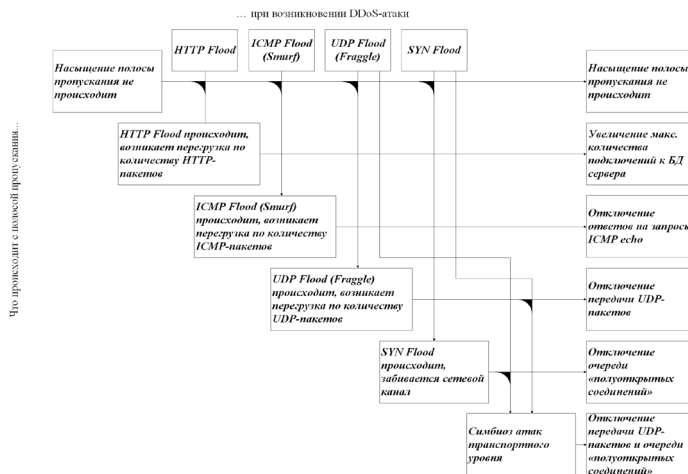 … при возникновении DDoS-атаки
HTTP Flood
ICMP Flood
(Smurf)
UDP Flood
(Fraggle)
SYN Flood
Насыщение полосы
пропускания не
происходит
Насыщение полосы
пропускания не
происходит
Что происходит с полосой пропускания...
HTTP Flood происходит,
возникает перегрузка по
количеству HTTP-
пакетов
Увеличение макс.
количества
подключений к БД
сервера
ICMP Flood (Smurf)
происходит, возникает
перегрузка по количеству
ICMP-пакетов
Отключение
ответов на запросы
ICMP echo
UDP Flood (Fraggle)
происходит, возникает
перегрузка по количеству
UDP-пакетов
Отключение
передачи UDP-
пакетов
SYN Flood
происходит,
забивается сетевой
канал
Отключение
очереди
«полуоткрытых
соединений»
Симбиоз атак
транспортного
уровня
Отключение
передачи UDP-
пакетов и очереди
«полуоткрытых
соединений»